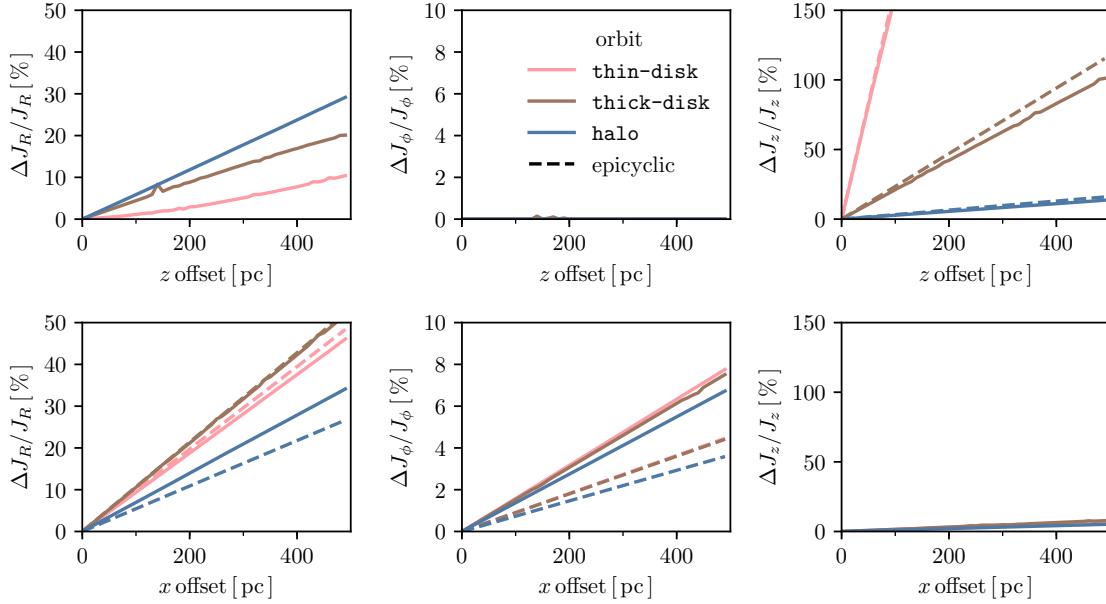 50
40
30
20
10
0
ΔJ_R/J_R [%]
0 200 400
z offset [pc]
10
8
6
4
2
0
ΔJ_ϕ/J_ϕ [%]
orbit
thin-disk
thick-disk
halo
epicyclic
0 200 400
z offset [pc]
150
100
50
0
ΔJ_z/J_z [%]
0 200 400
z offset [pc]
50
40
30
20
10
0
ΔJ_R/J_R [%]
0 200 400
x offset [pc]
10
8
6
4
2
0
ΔJ_ϕ/J_ϕ [%]
0 200 400
x offset [pc]
150
100
50
0
ΔJ_z/J_z [%]
0 200 400
x offset [pc]